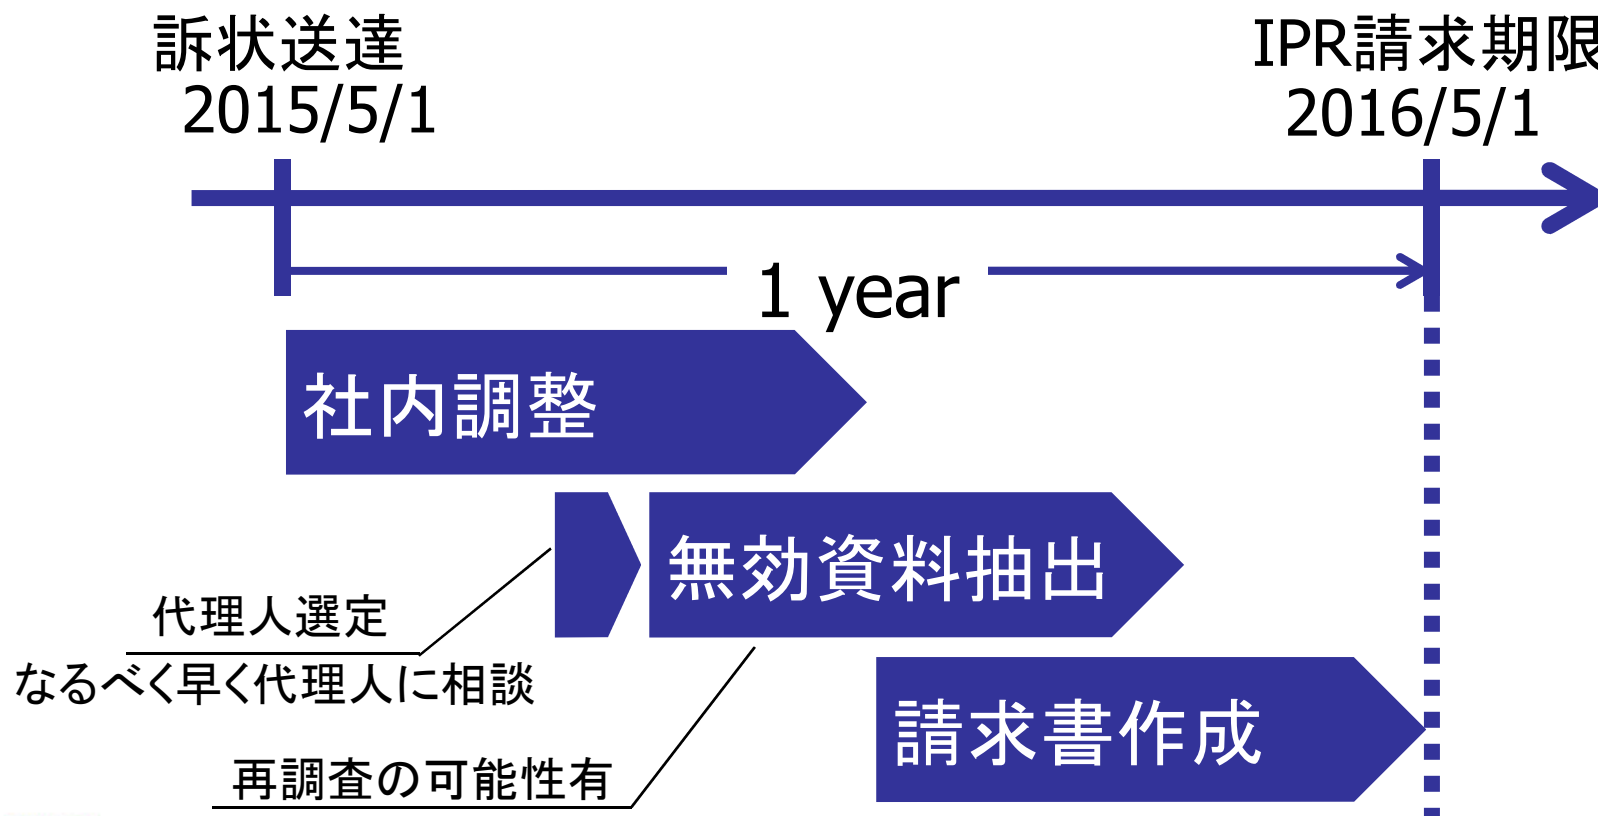 訴状送達
2015/5/1
IPR請求期限
2016/5/1
1 year
社内調整
無効資料抽出
代理人選定
なるべく早く代理人に相談
請求書作成
再調査の可能性有